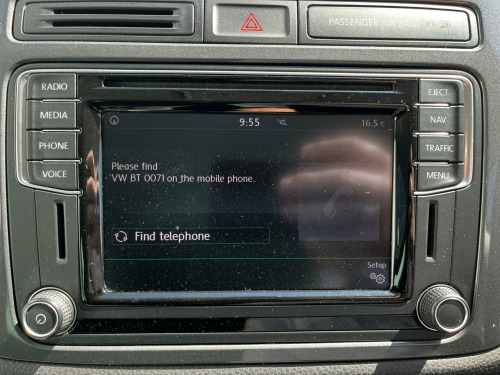 PASSENGER AIR
RADIO
MEDIA
PHONE
VOICE
9:55
16.5°C
Please find
VW BT 0071 on the mobile phone.
Find telephone
Setup
EJECT
NAV
TRAFFIC
MENU